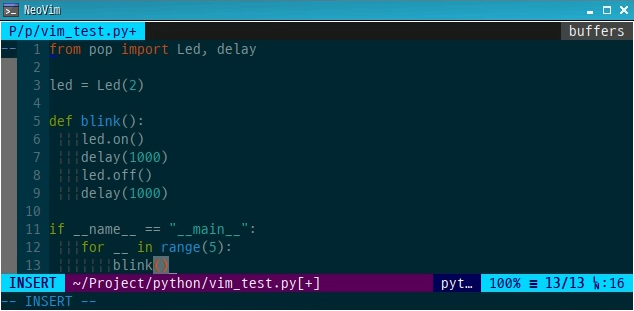 NeoVim
P/p/vim_test.py+ buffers
1 from pop import Led, delay
2
3 led = Led(2)
4
5 def blink():
6 ¦¦¦led.on()
7 ¦¦¦delay(1000)
8 ¦¦¦led.off()
9 ¦¦¦delay(1000)
10
11 if __name__ == "__main__":
12 ¦¦¦for __ in range(5):
13 ¦¦¦¦¦¦¦blink()_
INSERT ~/Project/python/vim_test.py[+] pyt… 100% ≡ 13/13 :16
-- INSERT --